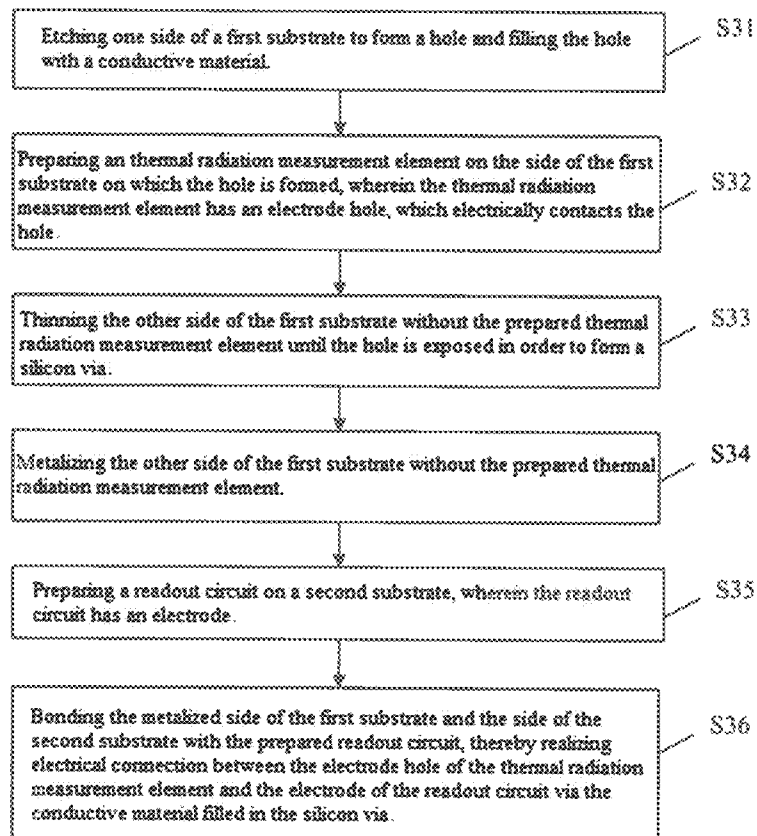 Etching one side of a first substrate to form a hole and filling the hole
with a conductive material.
S31
Preparing an thermal radiation measurement element on the side of the first
substrate on which the hole is formed, wherein the thermal radiation
measurement element has an electrode hole, which electrically contacts the
hole.
S32
Thinning the other side of the first substrate without the prepared thermal
radiation measurement element until the hole is exposed in order to form a
silicon via.
S33
Metalizing the other side of the first substrate without the prepared thermal
radiation measurement element.
S34
Preparing a readout circuit on a second substrate, wherein the readout
circuit has an electrode.
S35
Bonding the metalized side of the first substrate and the side of the
second substrate with the prepared readout circuit, thereby realizing
electrical connection between the electrode hole of the thermal radiation
measurement element and the electrode of the readout circuit via the
conductive material filled in the silicon via.
S36